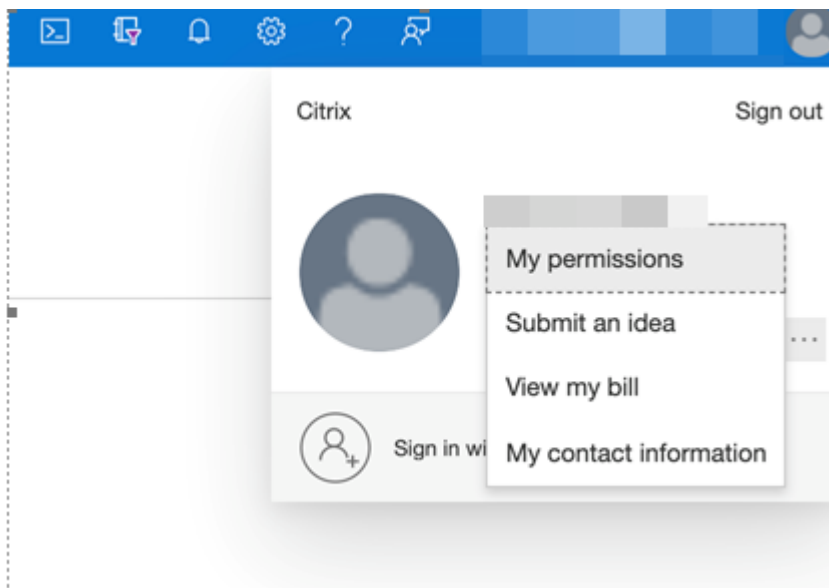 Citrix
Sign out
My permissions
Submit an idea
...
View my bill
Sign in wi
My contact information